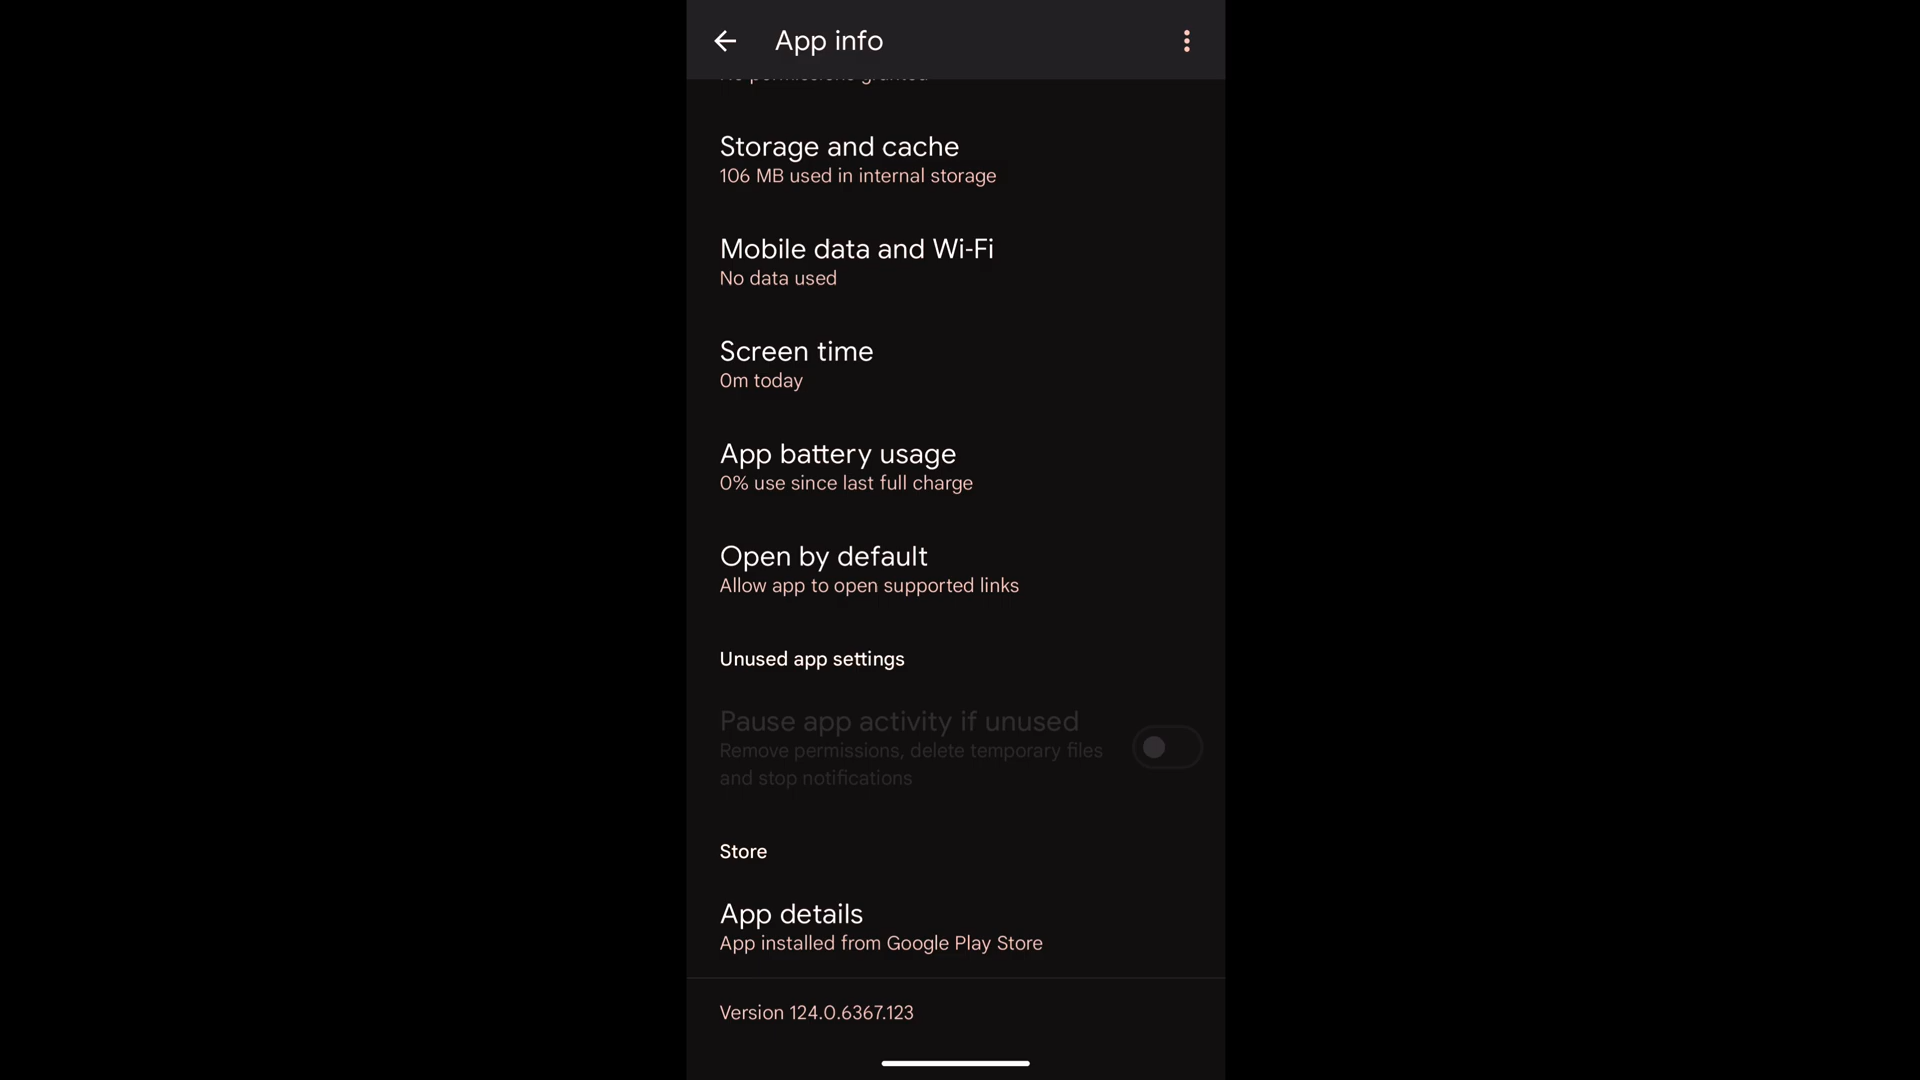 App info
No permissions granted
Storage and cache
106 MB used in internal storage
Mobile data and Wi-Fi
No data used
Screen time
0m today
App battery usage
0% use since last full charge
Open by default
Allow app to open supported links
Unused app settings
Pause app activity if unused
Remove permissions, delete temporary files
and stop notifications
Store
App details
App installed from Google Play Store
Version 124.0.6367.123